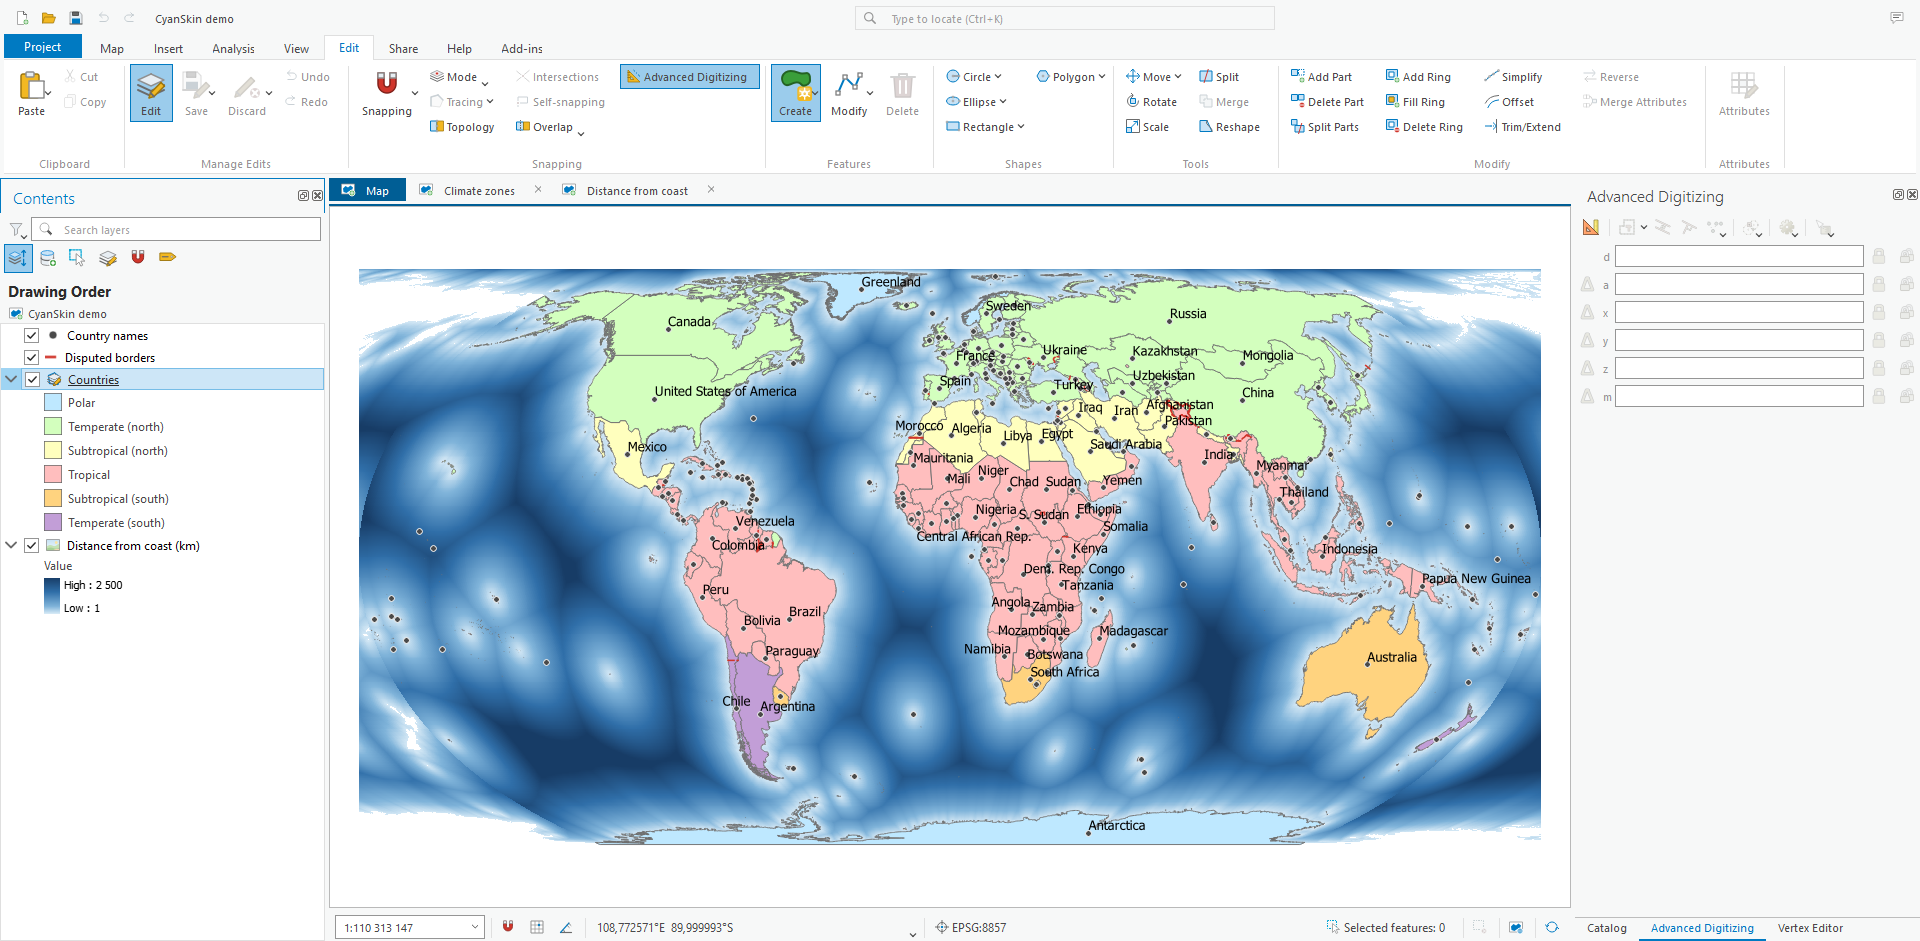 CyanSkin demo
Type to locate (Ctrl+K)
Project Map Insert Analysis View Edit Share Help Add-ins
Paste
Cut
Copy
Clipboard
Edit
Save
Discard
Undo
Redo
Manage Edits
Snapping
Mode
Tracing
Topology
Intersections
Self-snapping
Overlap
Advanced Digitizing
Snapping
Create
Modify
Delete
Features
Circle
Ellipse
Rectangle
Polygon
Shapes
Move
Rotate
Scale
Split
Merge
Reshape
Tools
Add Part
Delete Part
Split Parts
Add Ring
Fill Ring
Delete Ring
Simplify
Offset
Trim/Extend
Reverse
Merge Attributes
Modify
Attributes
Attributes
Contents
Search layers
Drawing Order
CyanSkin demo
Country names
Disputed borders
Countries
Polar
Temperate (north)
Subtropical (north)
Tropical
Subtropical (south)
Temperate (south)
Distance from coast (km)
Value
High : 2 500
Low : 1
Map
Climate zones
Distance from coast
Greenland
Canada
Sweden
Russia
France
Ukraine
Kazakhstan
Mongolia
United States of America
Spain
Turkey
Uzbekistan
China
Mexico
Morocco
Algeria
Libya
Egypt
Iraq
Iran
Afghanistan
Pakistan
Saudi Arabia
India
Myanmar
Mauritania
Mali
Niger
Chad
Sudan
Yemen
Thailand
Venezuela
Colombia
Nigeria
S. Sudan
Ethiopia
Somalia
Central African Rep.
Kenya
Indonesia
Peru
Brazil
Bolivia
Dem. Rep. Congo
Tanzania
Papua New Guinea
Angola
Zambia
Mozambique
Madagascar
Paraguay
Namibia
Botswana
South Africa
Australia
Chile
Argentina
Antarctica
Advanced Digitizing
d
a
x
y
z
m
1:110 313 147
108,772571°E 89,999993°S
EPSG:8857
Selected features: 0
Catalog
Advanced Digitizing
Vertex Editor